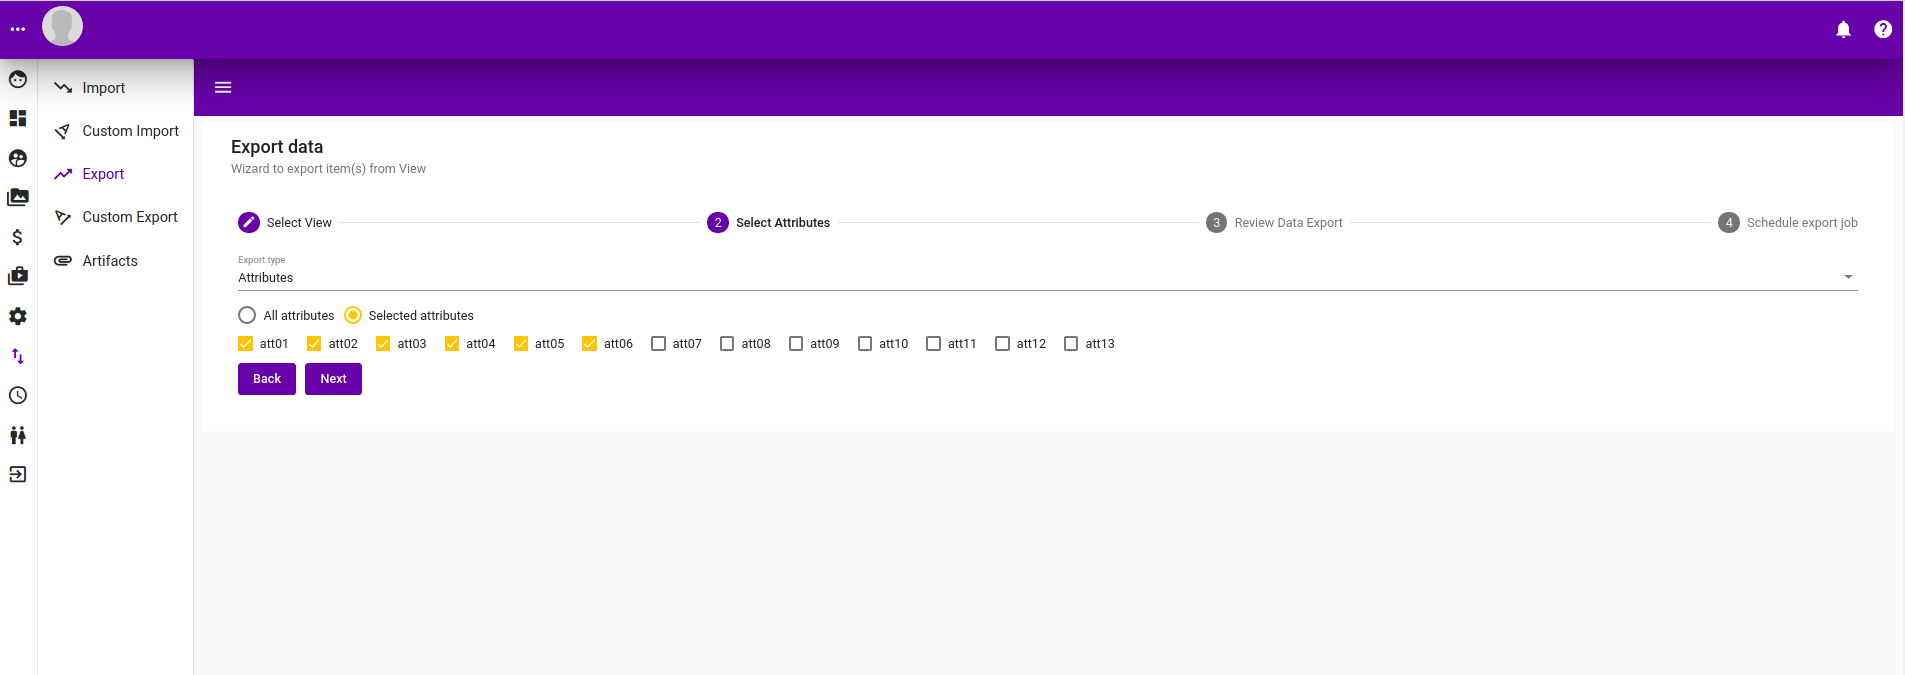 Import
Custom Import
Export
Custom Export
Artifacts
Export data
Wizard to export item(s) from View
Select View
2 Select Attributes
3 Review Data Export
4 Schedule export job
Export type
Attributes
All attributes Selected attributes
att01 att02 att03 att04 att05 att06 att07 att08 att09 att10 att11 att12 att13
Back Next